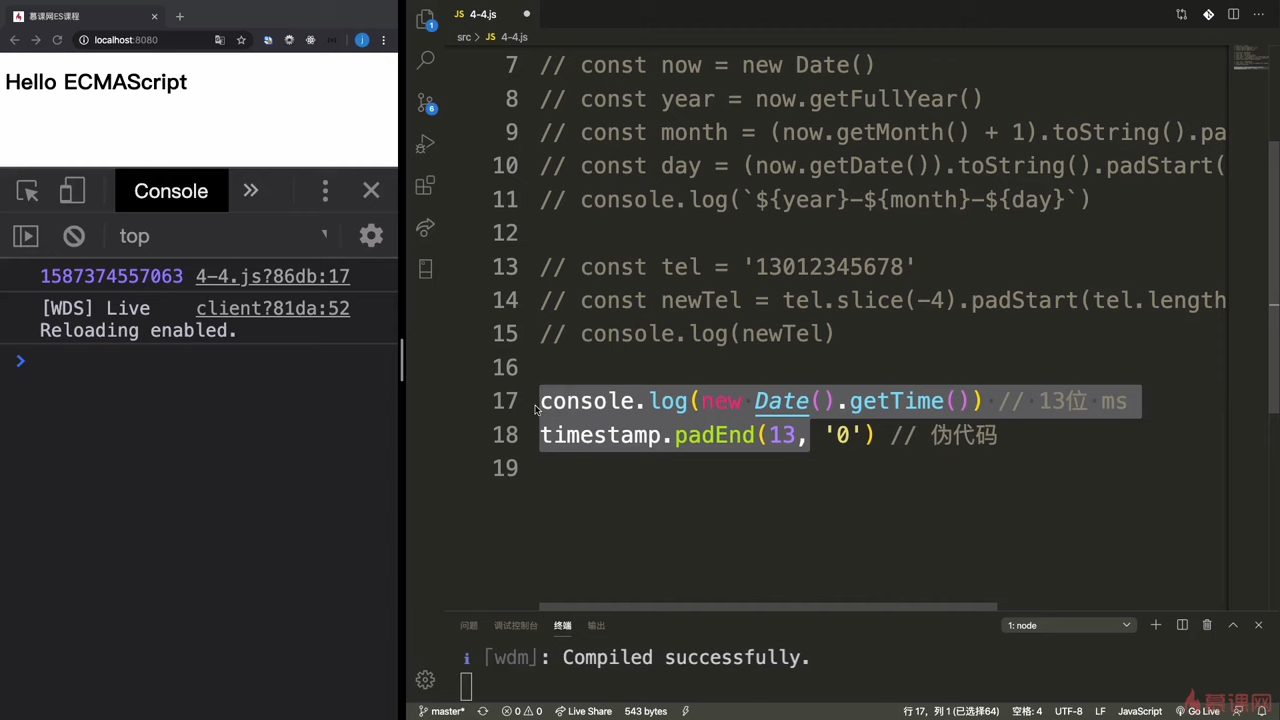 慕课网ES课程
localhost:8080
Hello ECMAScript
Console
top
1587374557063 4-4.js?86db:17
[WDS] Live client?81da:52
Reloading enabled.
JS 4-4.js
src > JS 4-4.js
7 // const now = new Date()
8 // const year = now.getFullYear()
9 // const month = (now.getMonth() + 1).toString().pa
10 // const day = (now.getDate()).toString().padStart(
11 // console.log(`${year}-${month}-${day}`)
12
13 // const tel = '13012345678'
14 // const newTel = tel.slice(-4).padStart(tel.length
15 // console.log(newTel)
16
17 console.log(new Date().getTime()) // 13位 ms
18 timestamp.padEnd(13, '0') // 伪代码
19
问题 调试控制台 终端 输出 1: node
i ｢wdm｣: Compiled successfully.
master* 0 0 Live Share 543 bytes 行 17, 列 1 (已选择64) 空格: 4 UTF-8 LF JavaScript Go Live
慕课网